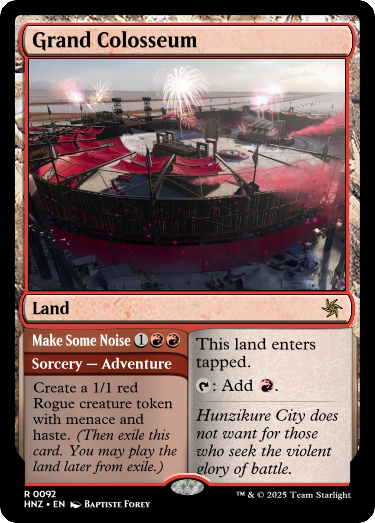 Grand Colosseum
Land
Make Some Noise 1
Sorcery — Adventure
Create a 1/1 red
Rogue creature token
with menace and
haste. (Then exile this
card. You may play the
land later from exile.)
This land enters
tapped.
: Add .
Hunzikure City does
not want for those
who seek the violent
glory of battle.
R 0092
HNZ • EN Baptiste Forey
™ & © 2025 Team Starlight